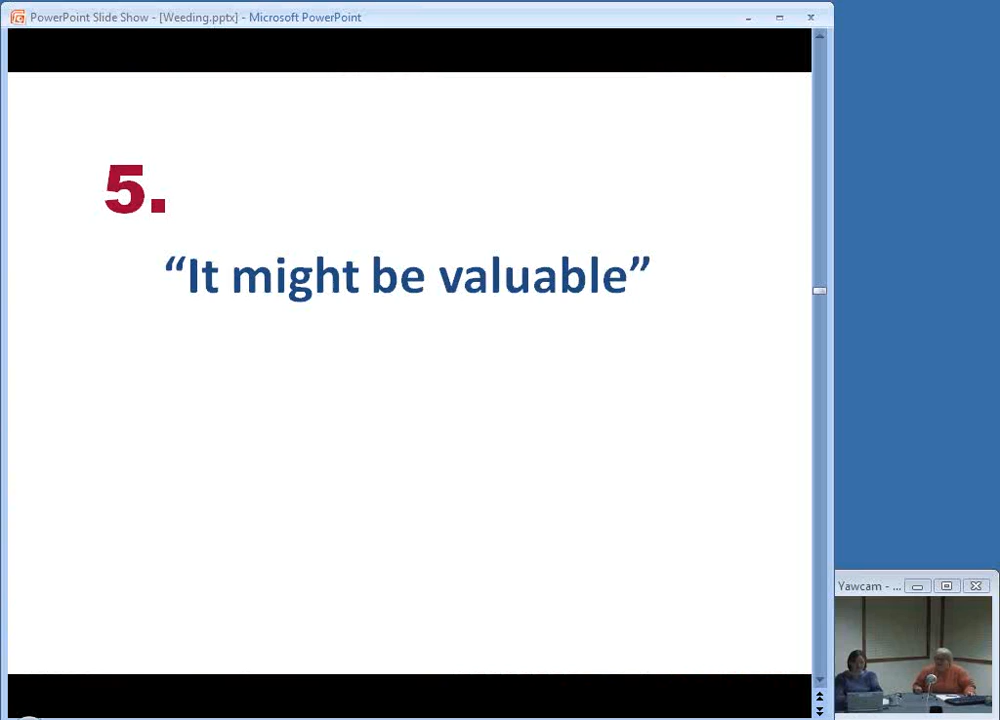 PowerPoint Slide Show - [Weeding.pptx] - Microsoft PowerPoint
5.
“It might be valuable”
Yawcam - ...